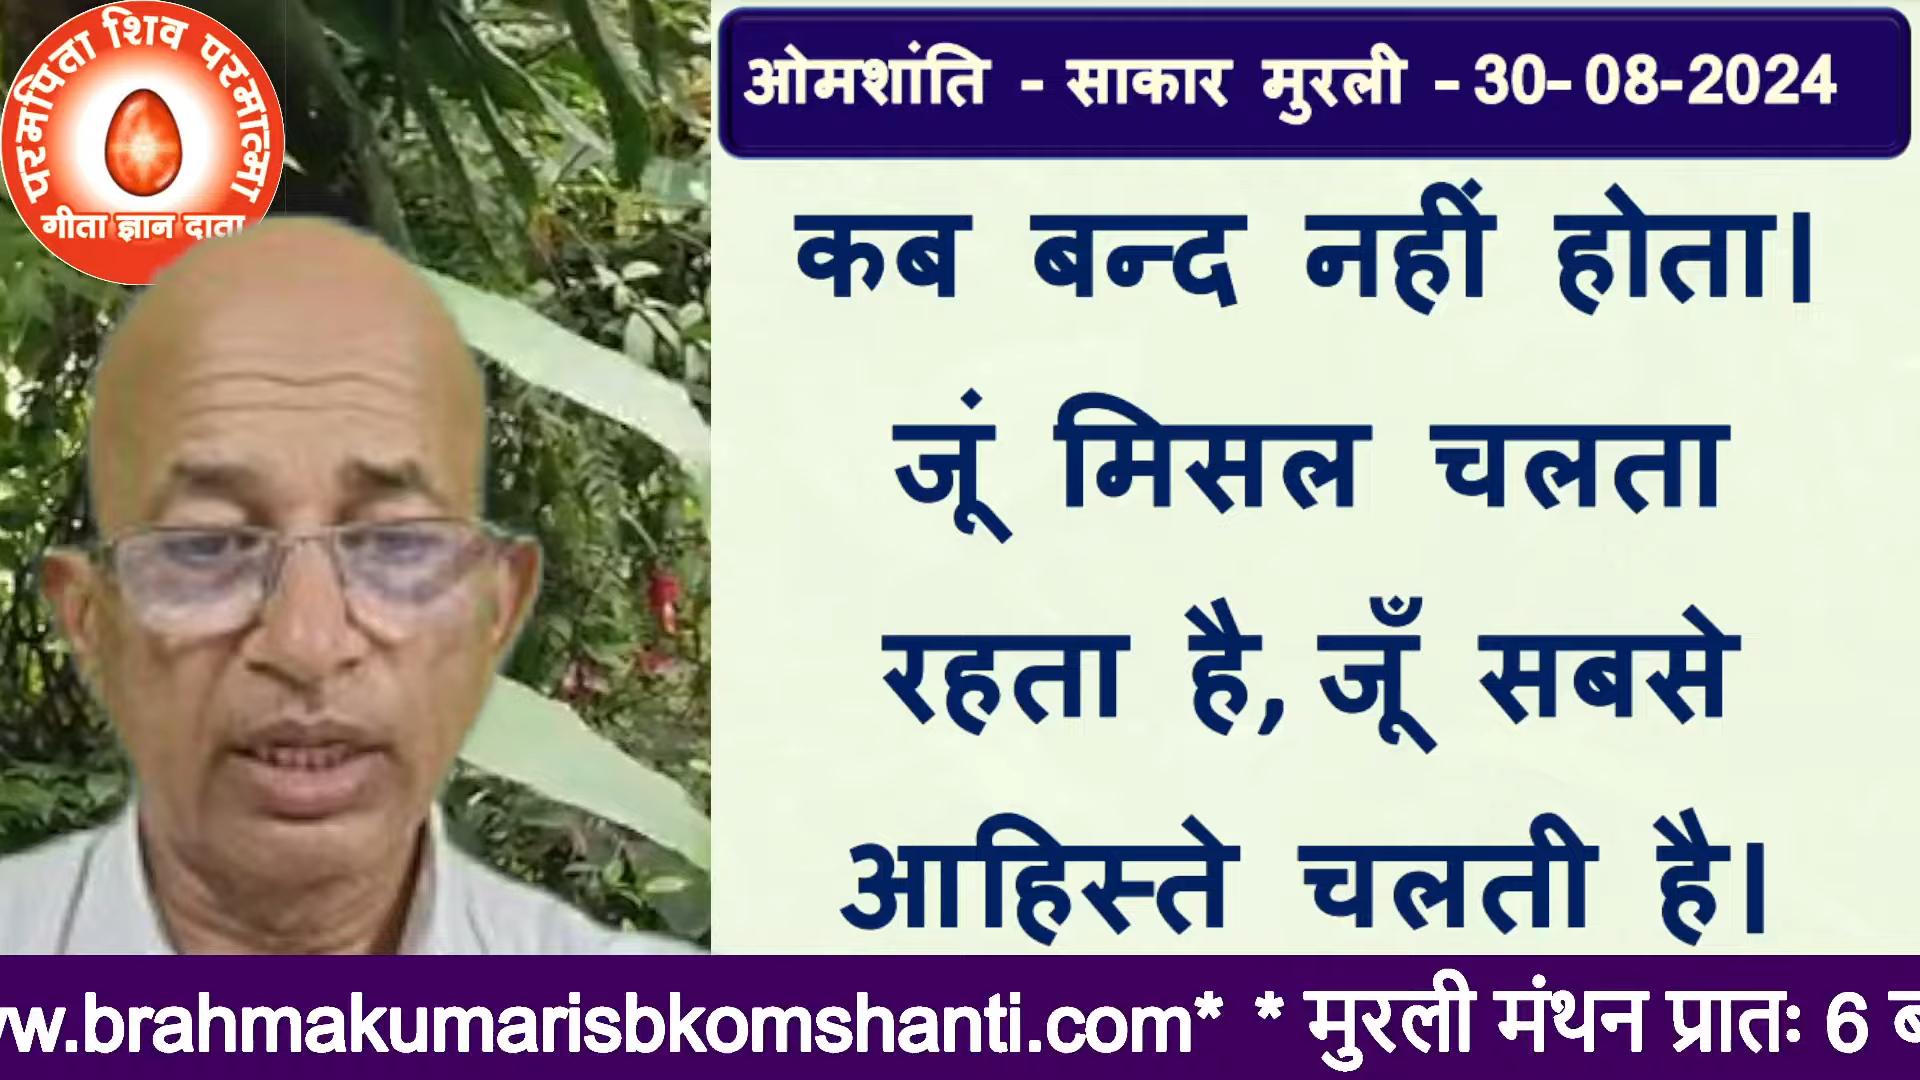 परमपिता शिव परमात्मा
गीता ज्ञान दाता
ओमशांति - साकार मुरली - 30- 08-2024
कब बन्द नहीं होता।
जूं मिसल चलता
रहता है, जूँ सबसे
आहिस्ते चलती है।
w.brahmakumarisbkomshanti.com* * मुरली मंथन प्रातः 6